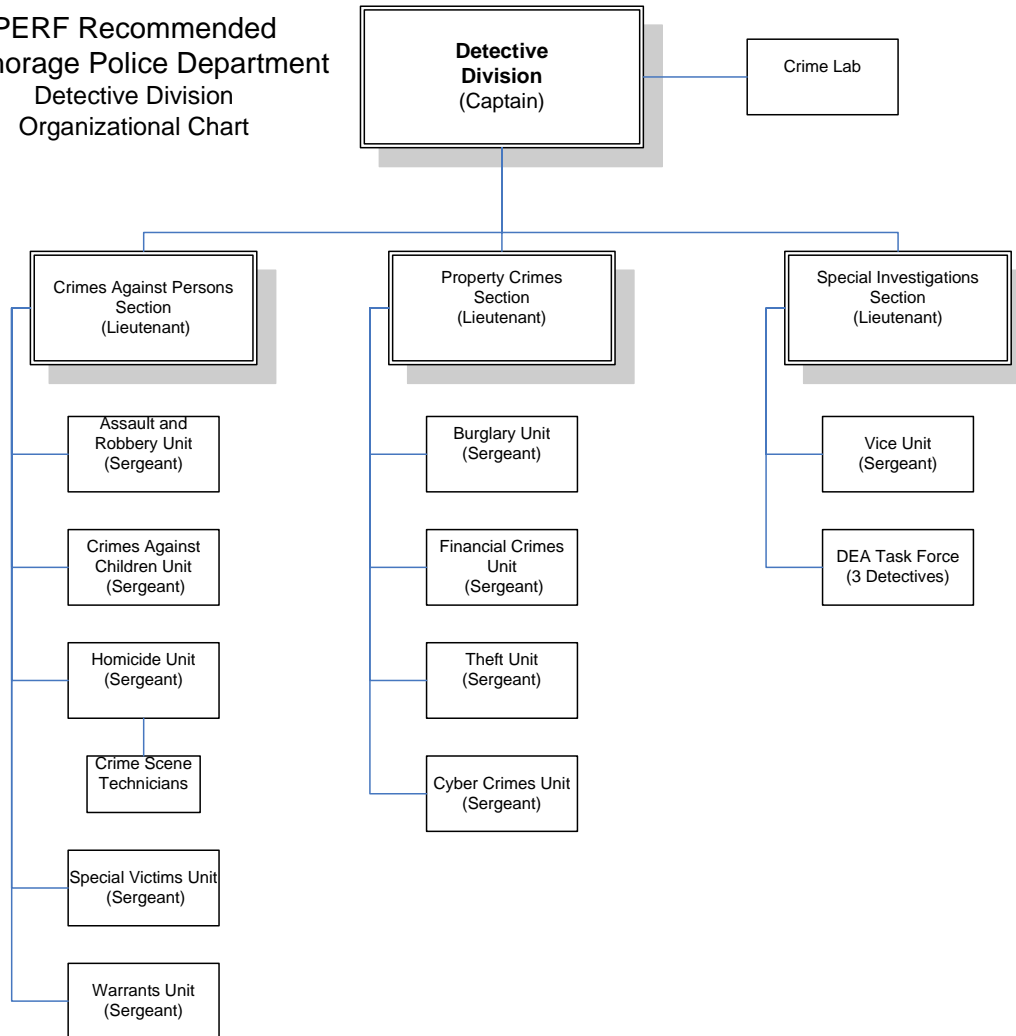 PERF Recommended
horage Police Department
Detective Division
Organizational Chart
Detective
Division
(Captain)
Crime Lab
Crimes Against Persons
Section
(Lieutenant)
Property Crimes
Section
(Lieutenant)
Special Investigations
Section
(Lieutenant)
Assault and
Robbery Unit
(Sergeant)
Crimes Against
Children Unit
(Sergeant)
Homicide Unit
(Sergeant)
Crime Scene
Technicians
Special Victims Unit
(Sergeant)
Warrants Unit
(Sergeant)
Burglary Unit
(Sergeant)
Financial Crimes
Unit
(Sergeant)
Theft Unit
(Sergeant)
Cyber Crimes Unit
(Sergeant)
Vice Unit
(Sergeant)
DEA Task Force
(3 Detectives)